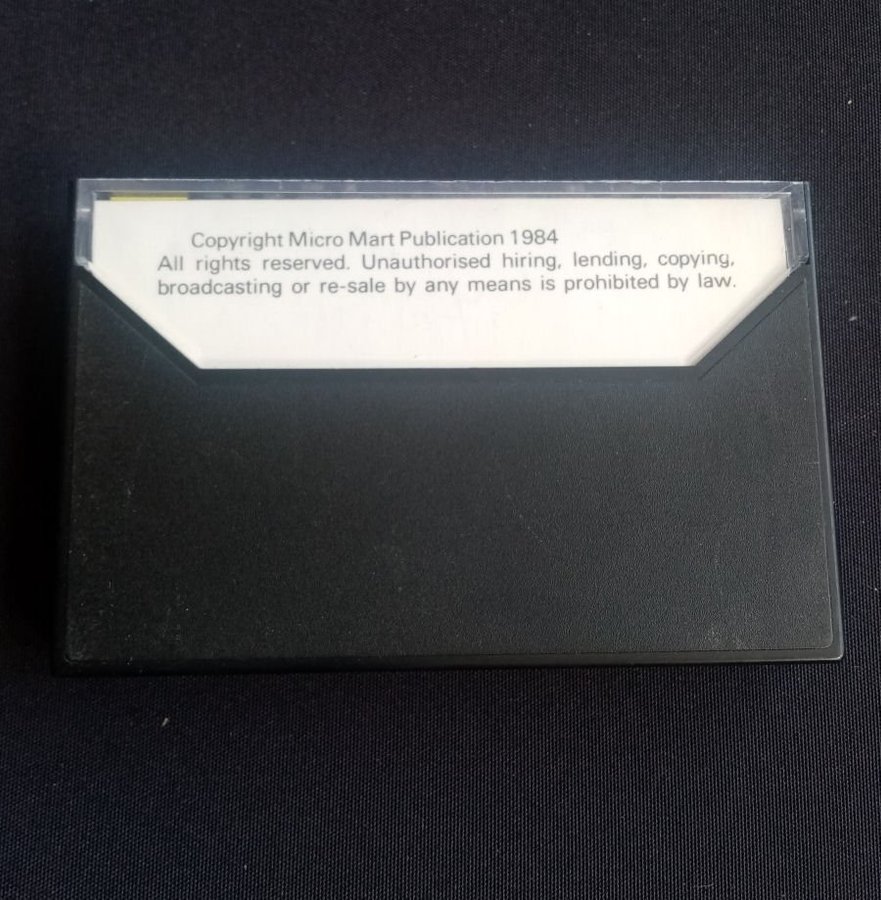 Copyright Micro Mart Publication 1984
All rights reserved. Unauthorised hiring, lending, copying,
broadcasting or re-sale by any means is prohibited by law.